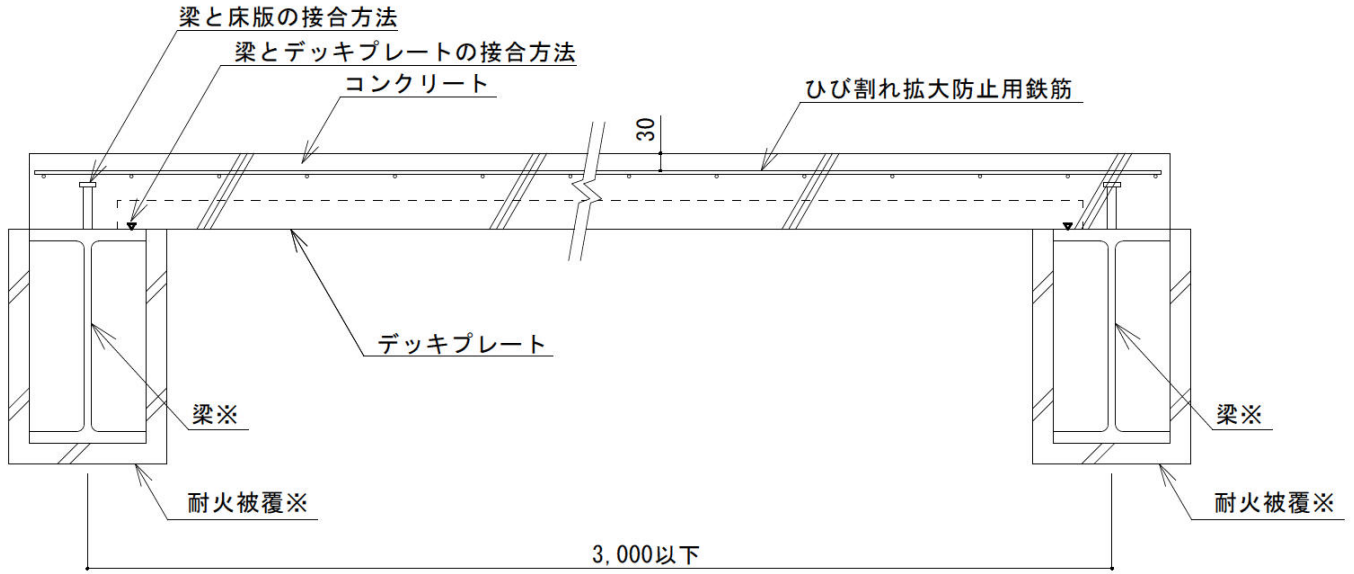 梁と床版の接合方法
梁とデッキプレートの接合方法
コンクリート
ひび割れ拡大防止用鉄筋
30
デッキプレート
梁※
梁※
耐火被覆※
耐火被覆※
3,000以下